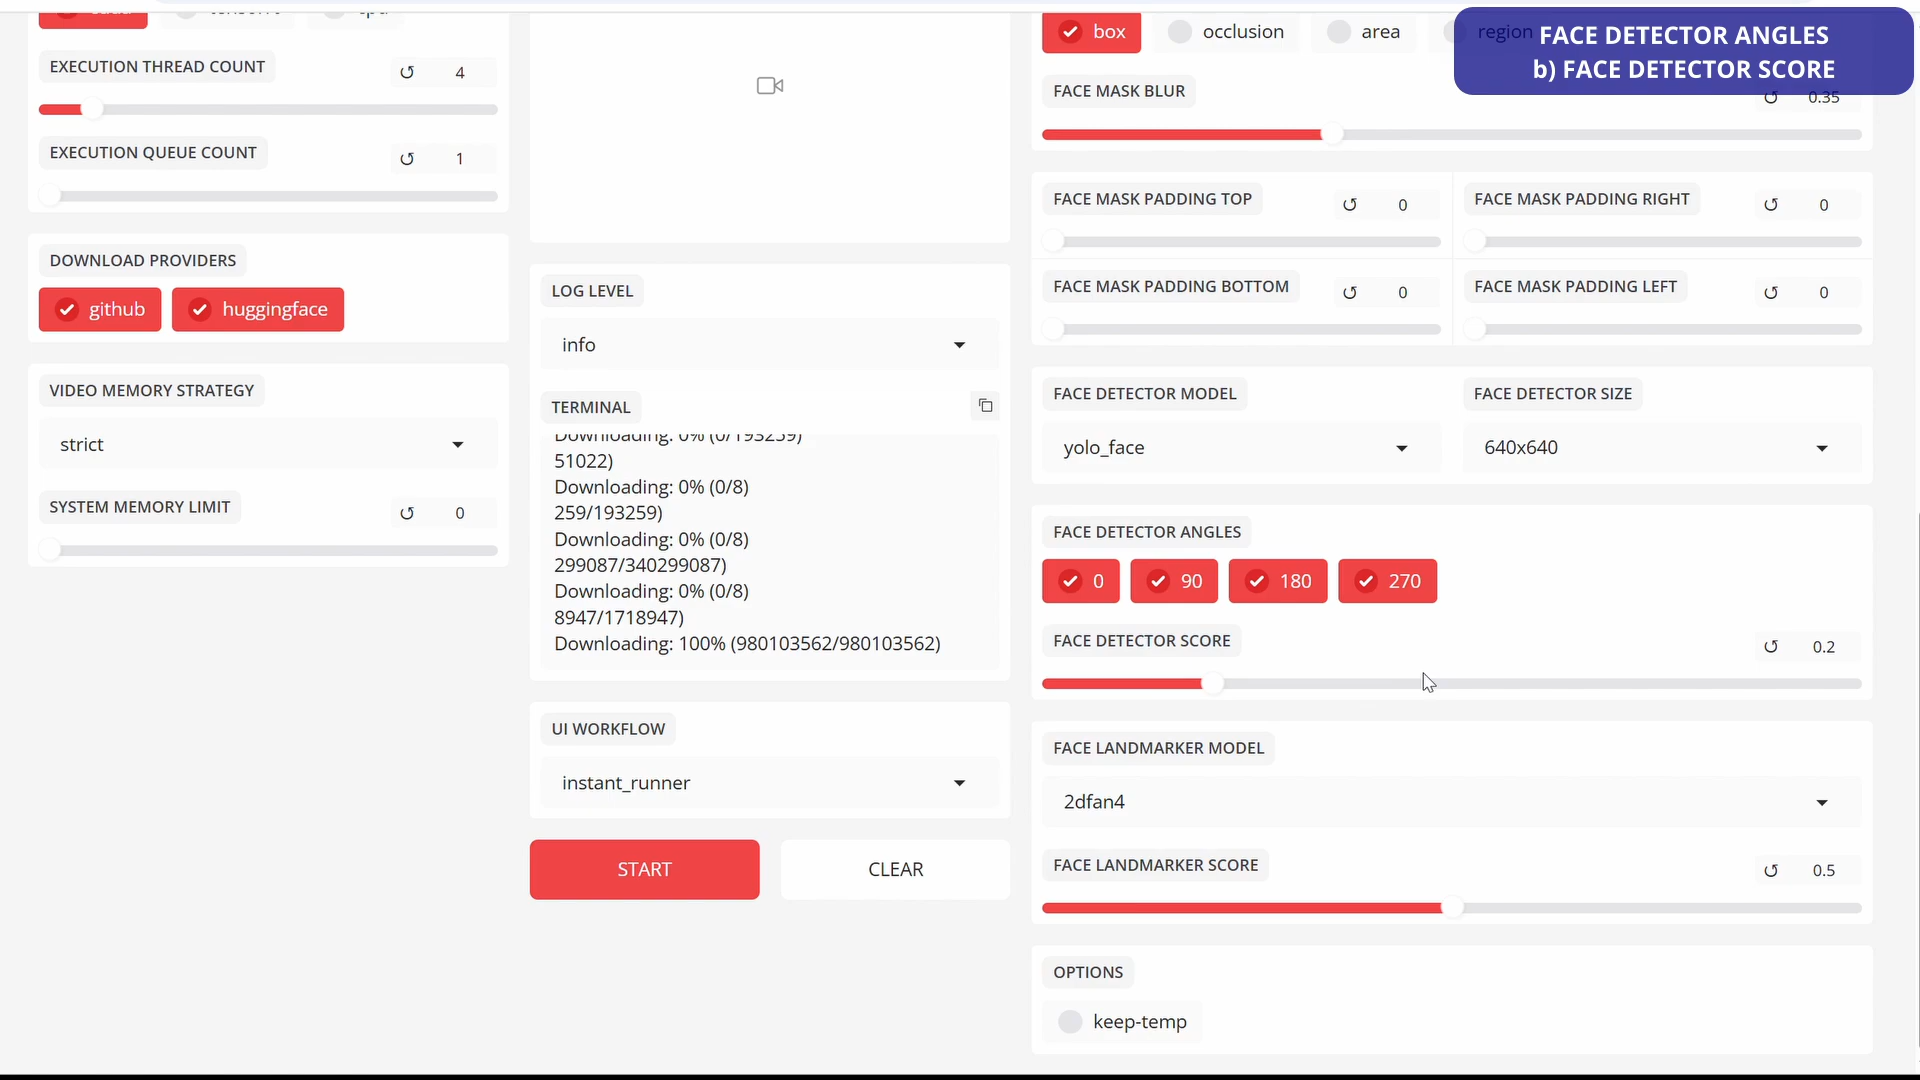 EXECUTION THREAD COUNT
4
EXECUTION QUEUE COUNT
1
DOWNLOAD PROVIDERS
github
huggingface
VIDEO MEMORY STRATEGY
strict
SYSTEM MEMORY LIMIT
0
LOG LEVEL
info
TERMINAL
Downloading: 0% (0/193259)
51022)
Downloading: 0% (0/8)
259/193259)
Downloading: 0% (0/8)
299087/340299087)
Downloading: 0% (0/8)
8947/1718947)
Downloading: 100% (980103562/980103562)
UI WORKFLOW
instant_runner
START
CLEAR
box
occlusion
area
region
FACE DETECTOR ANGLES
b) FACE DETECTOR SCORE
FACE MASK BLUR
0.35
FACE MASK PADDING TOP
0
FACE MASK PADDING RIGHT
0
FACE MASK PADDING BOTTOM
0
FACE MASK PADDING LEFT
0
FACE DETECTOR MODEL
yolo_face
FACE DETECTOR SIZE
640x640
FACE DETECTOR ANGLES
0
90
180
270
FACE DETECTOR SCORE
0.2
FACE LANDMARKER MODEL
2dfan4
FACE LANDMARKER SCORE
0.5
OPTIONS
keep-temp